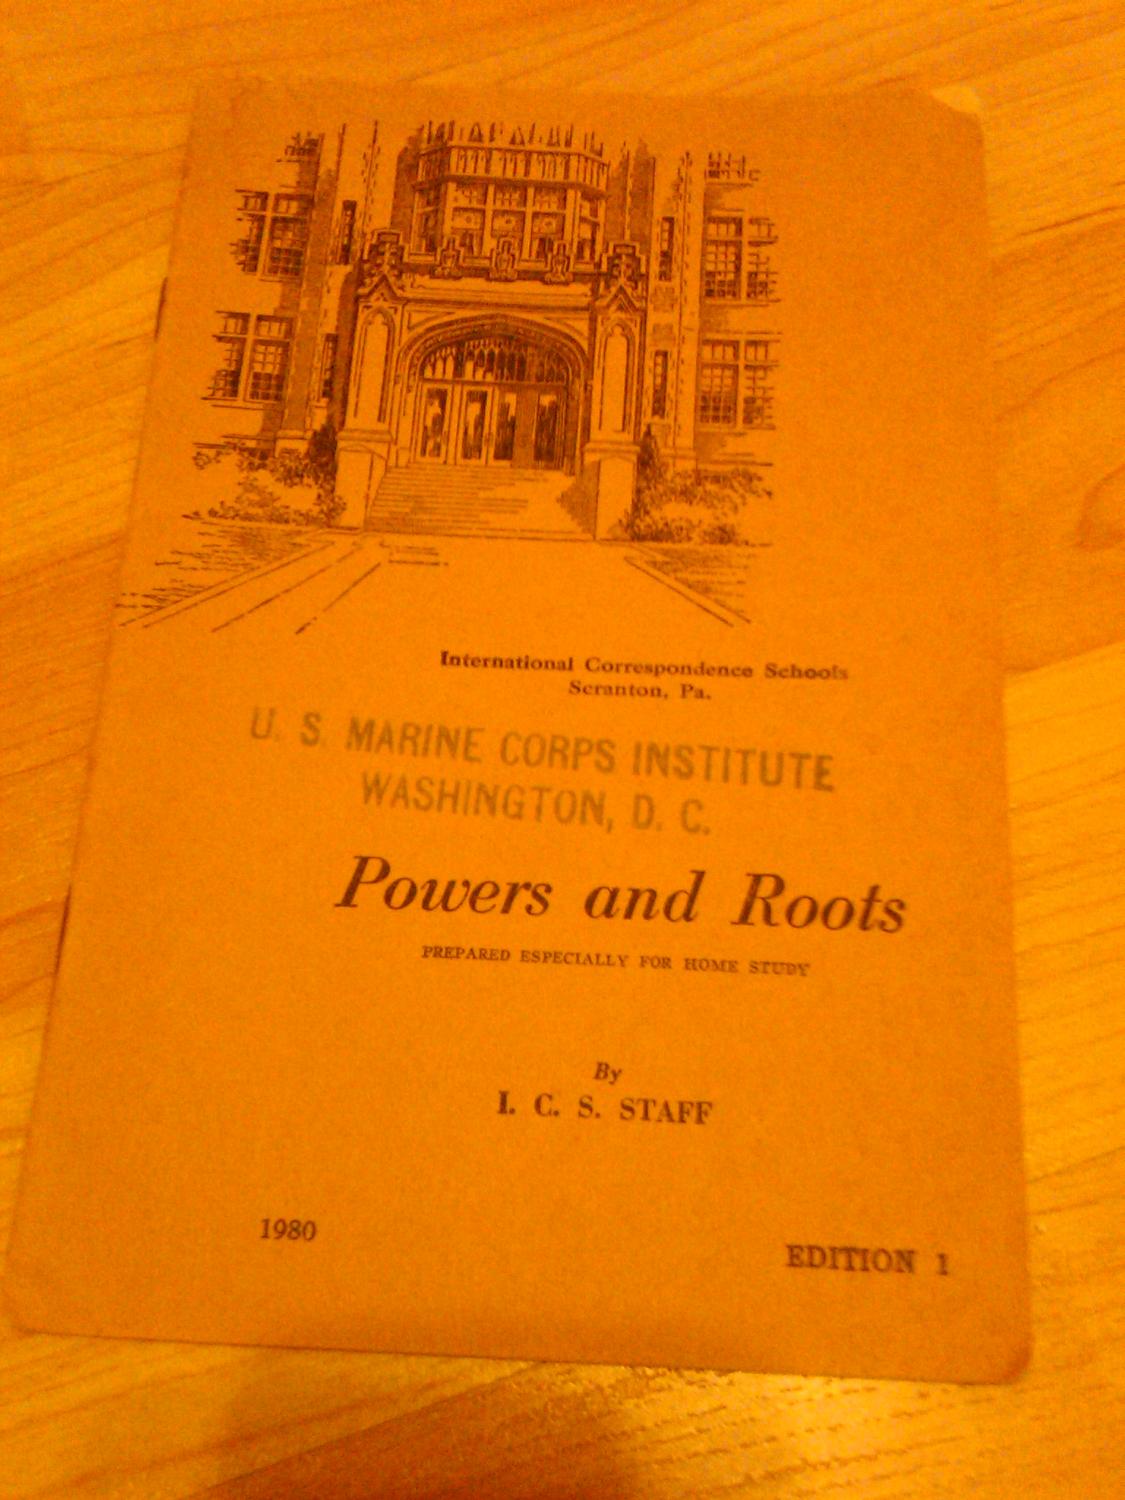 International Correspondence Schools
Scranton, Pa.
U. S. MARINE CORPS INSTITUTE
WASHINGTON, D. C.
Powers and Roots
PREPARED ESPECIALLY FOR HOME STUDY
By
I. C. S. STAFF
1980
EDITION 1